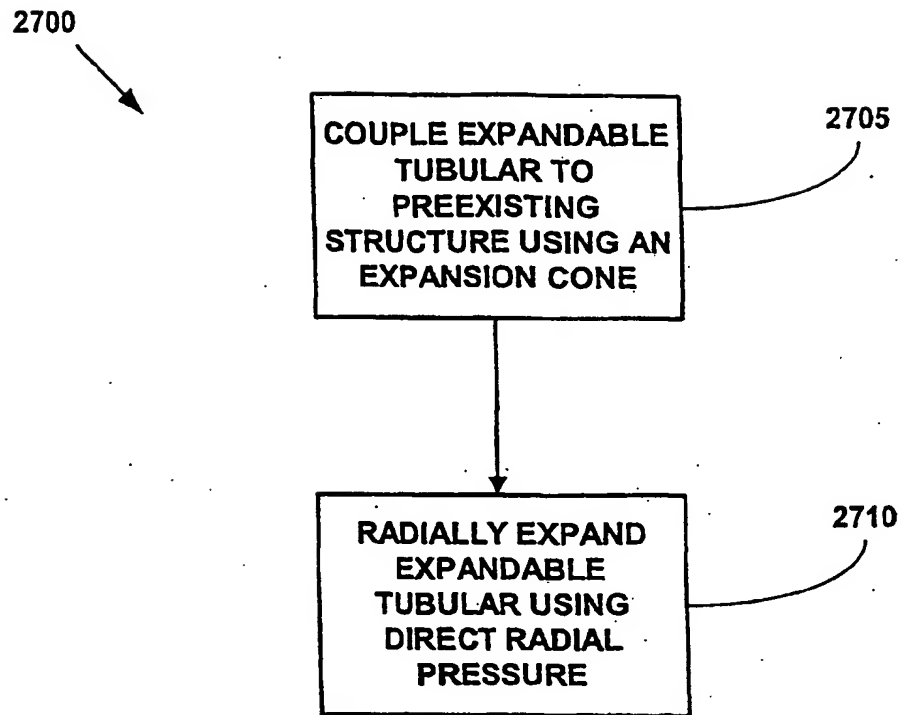 2700
COUPLE EXPANDABLE
TUBULAR TO
PREEXISTING
STRUCTURE USING AN
EXPANSION CONE
2705
RADIALLY EXPAND
EXPANDABLE
TUBULAR USING
DIRECT RADIAL
PRESSURE
2710